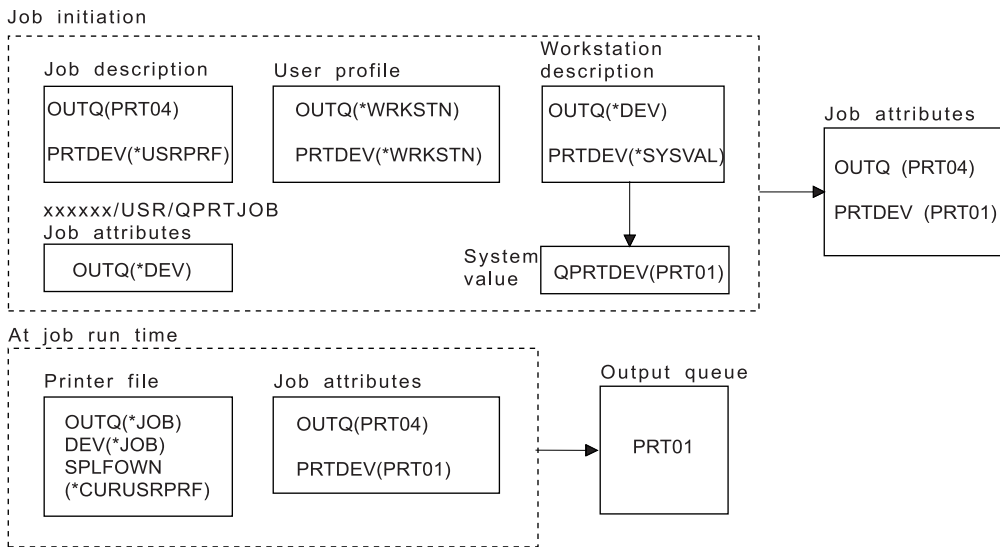 Job initiation
Job description
OUTQ(PRT04)
PRTDEV(*USRPRF)
User profile
OUTQ(*WRKSTN)
PRTDEV(*WRKSTN)
Workstation
description
OUTQ(*DEV)
PRTDEV(*SYSVAL)
Job attributes
OUTQ (PRT04)
PRTDEV (PRT01)
xxxxxx/USR/QPRTJOB
Job attributes
OUTQ(*DEV)
System
value
QPRTDEV(PRT01)
At job run time
Printer file
OUTQ(*JOB)
DEV(*JOB)
SPLFOWN
(*CURUSRPRF)
Job attributes
OUTQ(PRT04)
PRTDEV(PRT01)
Output queue
PRT01